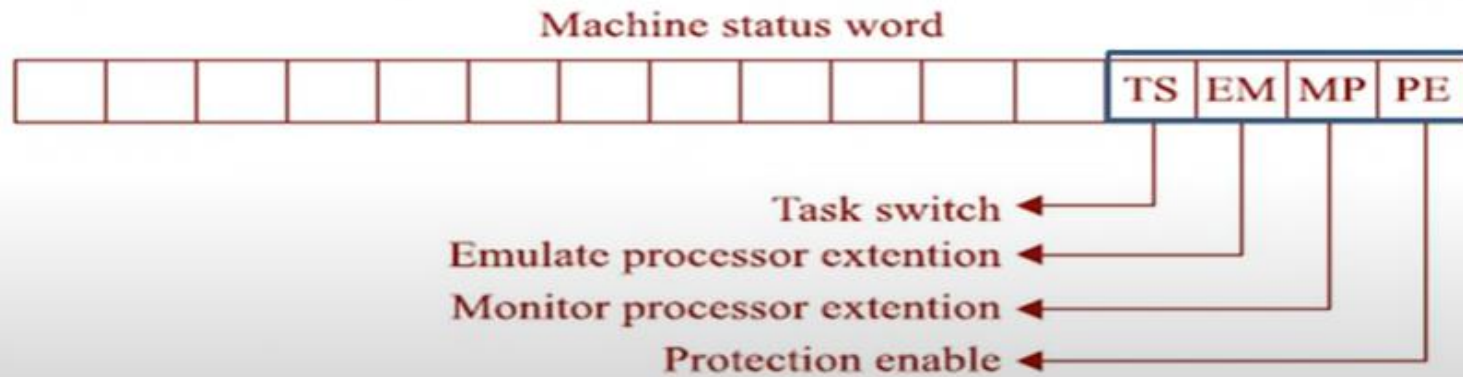 Machine status word
TS EM MP PE
Task switch
Emulate processor extention
Monitor processor extention
Protection enable